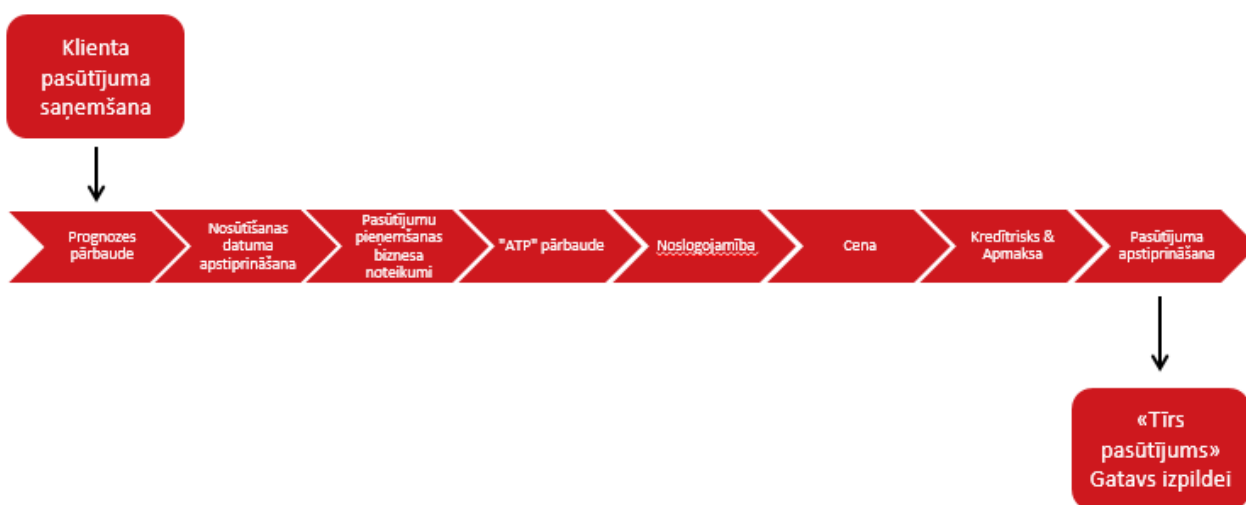 Klienta
pasūtījuma
saņemšana
Prognozes
pārbaude
Nosūtīšanas
datuma
apstiprināšana
Pasūtījumu
pieņemšanas
biznesa
noteikumi
"ATP" pārbaude
Noslogojamība
Cena
Kredītrisks &
Apmaksa
Pasūtījuma
apstiprināšana
«Tīrs
pasūtījums»
Gatavs izpildei